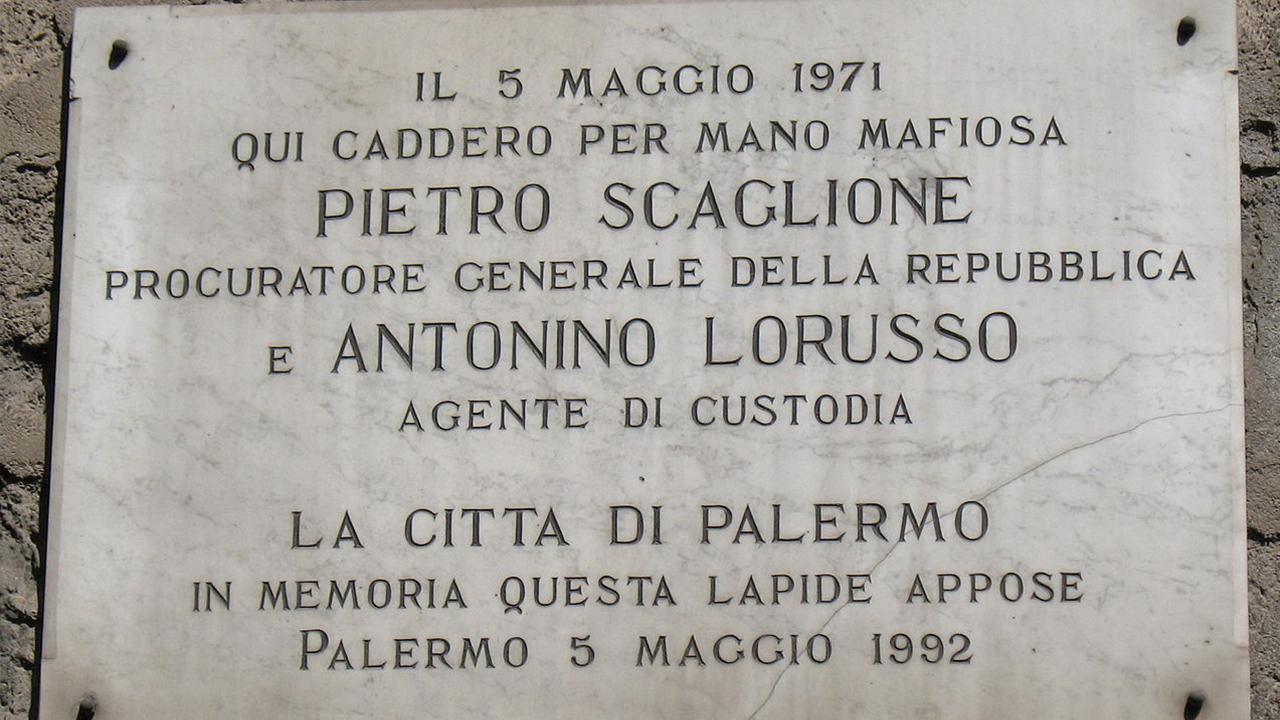 IL 5 MAGGIO 1971
QUI CADDERO PER MANO MAFIOSA
PIETRO SCAGLIONE
PROCURATORE GENERALE DELLA REPUBBLICA
E ANTONINO LORUSSO
AGENTE DI CUSTODIA
LA CITTA DI PALERMO
IN MEMORIA QUESTA LAPIDE APPOSE
PALERMO 5 MAGGIO 1992